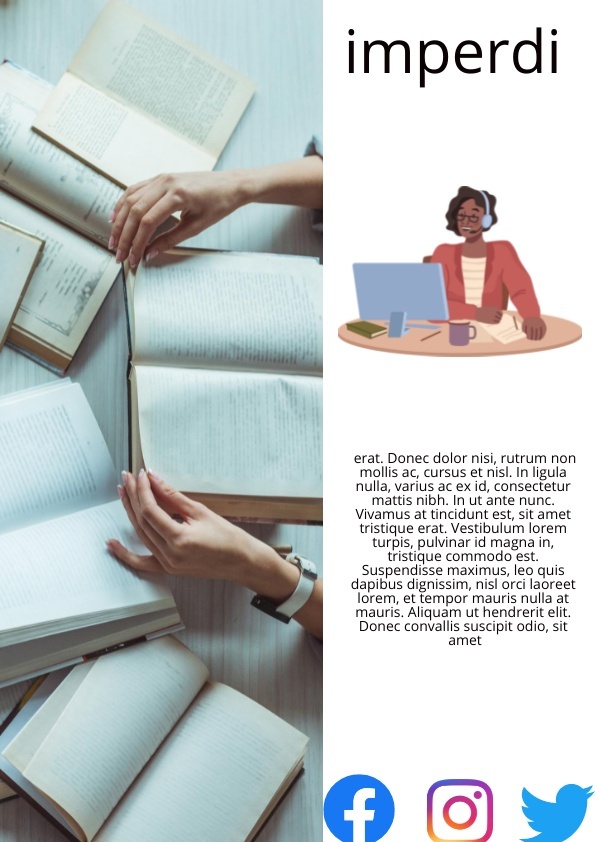 imperdi
erat. Donec dolor nisi, rutrum non
mollis ac, cursus et nisl. In ligula
nulla, varius ac ex id, consectetur
mattis nibh. In ut ante nunc.
Vivamus at tincidunt est, sit amet
tristique erat. Vestibulum lorem
turpis, pulvinar id magna in,
tristique commodo est.
Suspendisse maximus, leo quis
dapibus dignissim, nisl orci laoreet
lorem, et tempor mauris nulla at
mauris. Aliquam ut hendrerit elit.
Donec convallis suscipit odio, sit
amet